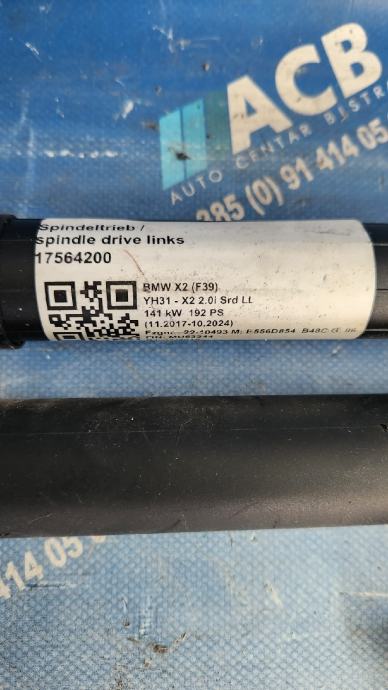 ACB
AUTO CENTAR BISTR
385 (0) 91 414 05
Spindeltrieb /
spindle drive links
17564200
BMW X2 (F39)
YH31 - X2 2.0i Srd LL
141 kW 192 PS
(11.2017-10.2024)
414 05